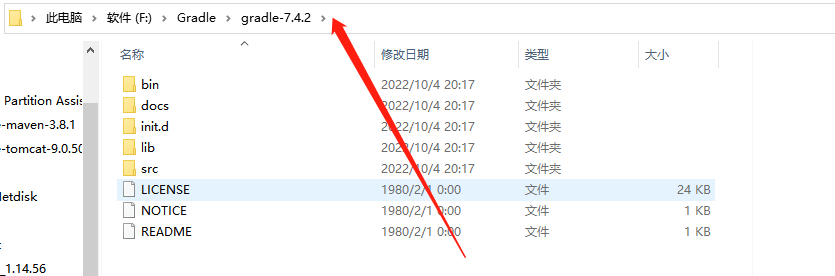 此电脑 > 软件 (F:) > Gradle > gradle-7.4.2 >
名称 修改日期 类型 大小
bin 2022/10/4 20:17 文件夹
docs 2022/10/4 20:17 文件夹
Partition Assis
init.d 2022/10/4 20:17 文件夹
-maven-3.8.1
lib 2022/10/4 20:17 文件夹
-tomcat-9.0.50
src 2022/10/4 20:17 文件夹
LICENSE 1980/2/1 0:00 文件 24 KB
etdisk
NOTICE 1980/2/1 0:00 文件 1 KB
README 1980/2/1 0:00 文件 1 KB
_1.14.56